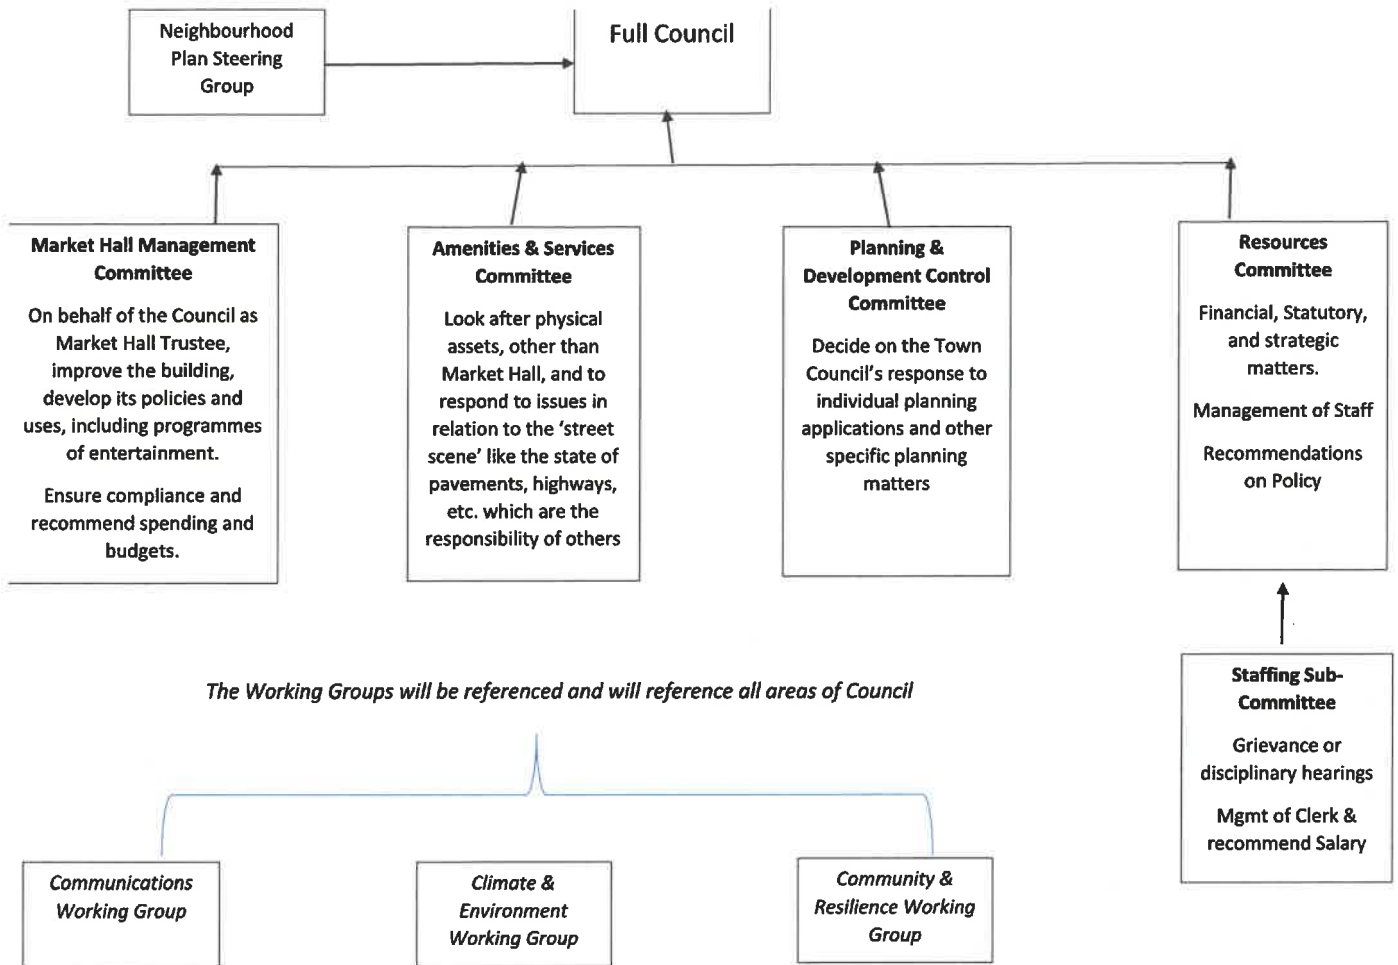 Neighbourhood
Plan Steering
Group
Full Council
Market Hall Management
Committee
On behalf of the Council as
Market Hall Trustee,
improve the building,
develop its policies and
uses, including programmes
of entertainment.
Ensure compliance and
recommend spending and
budgets.
Amenities & Services
Committee
Look after physical
assets, other than
Market Hall, and to
respond to issues in
relation to the ‘street
scene’ like the state of
pavements, highways,
etc. which are the
responsibility of others
Planning &
Development Control
Committee
Decide on the Town
Council’s response to
individual planning
applications and other
specific planning
matters
Resources
Committee
Financial, Statutory,
and strategic
matters.
Management of Staff
Recommendations
on Policy
Staffing Sub-
Committee
Grievance or
disciplinary hearings
Mgmt of Clerk &
recommend Salary
The Working Groups will be referenced and will reference all areas of Council
Communications
Working Group
Climate &
Environment
Working Group
Community &
Resilience Working
Group